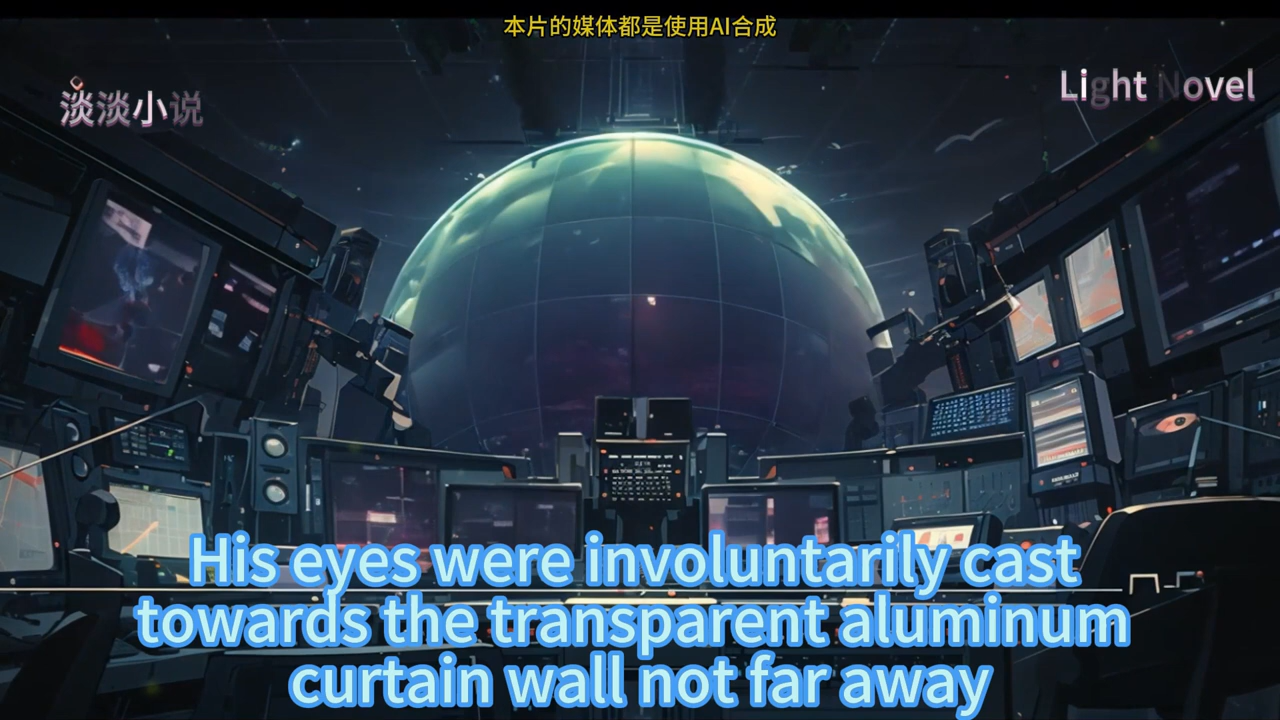 本片的媒体都是使用AI合成
淡淡小说
Light Novel
His eyes were involuntarily cast
towards the transparent aluminum
curtain wall not far away